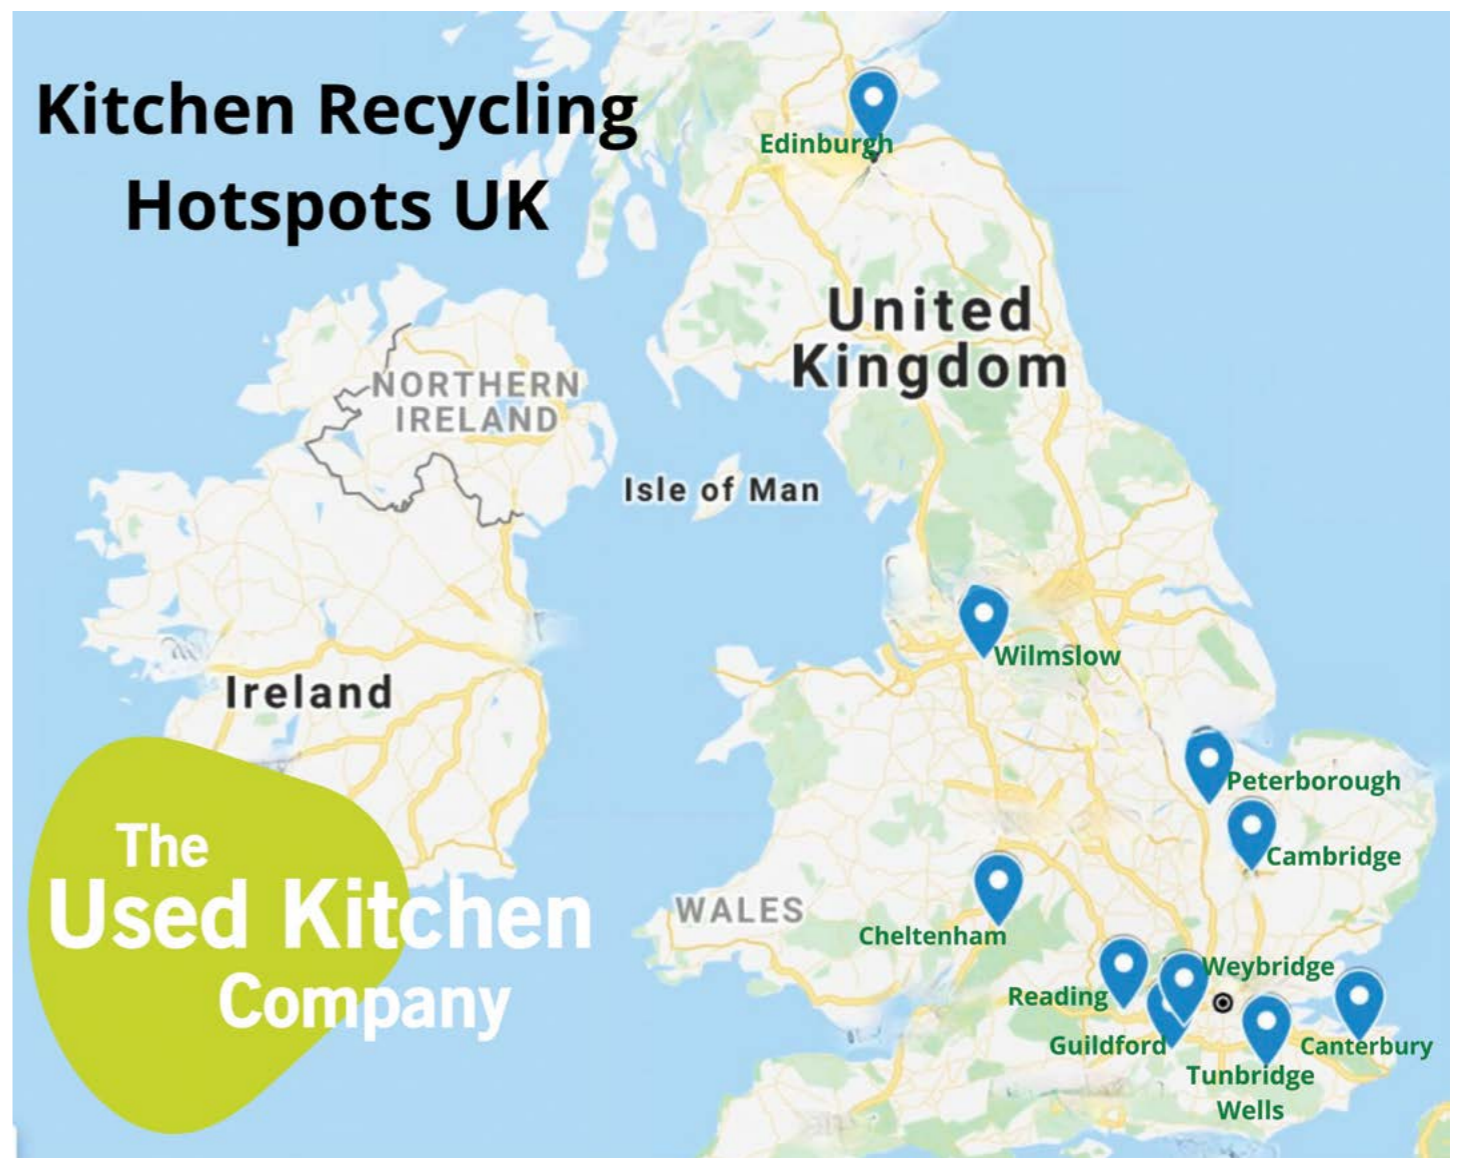 Kitchen Recycling
Hotspots UK
Edinburgh
United
Kingdom
NORTHERN
IRELAND
Isle of Man
Wilmslow
Ireland
Peterborough
Cambridge
The
Used Kitchen
Company
WALES
Cheltenham
Weybridge
Reading
Guildford
Canterbury
Tunbridge
Wells